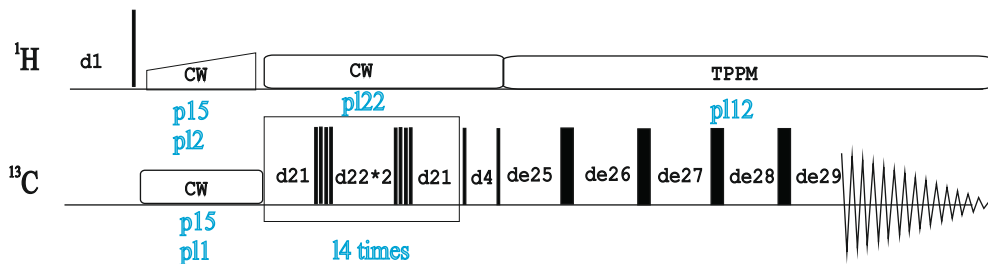 ¹H d1 CW CW TPPM
p15 pl22 pl12
pl2
¹³C CW d21 d22*2 d21 d4 de25 de26 de27 de28 de29
p15 l4 times
pl1